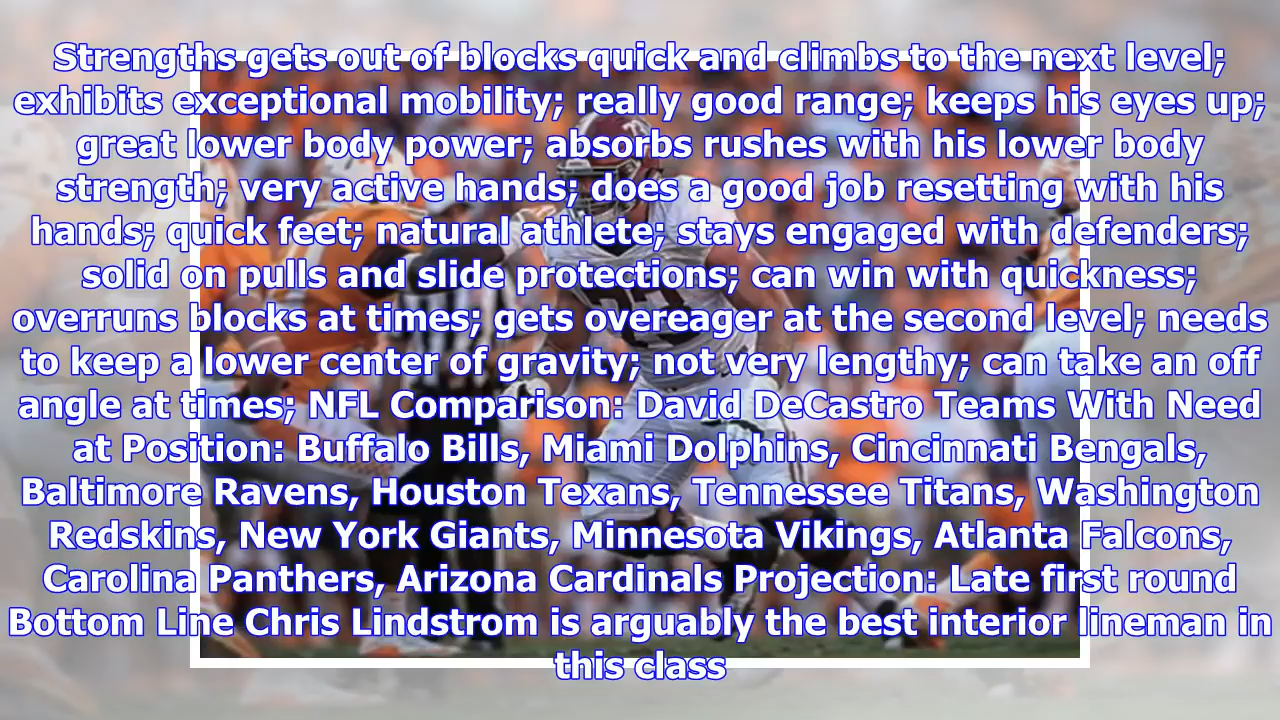 Strengths gets out of blocks quick and climbs to the next level;
exhibits exceptional mobility; really good range; keeps his eyes up;
great lower body power; absorbs rushes with his lower body
strength; very active hands; does a good job resetting with his
hands; quick feet; natural athlete; stays engaged with defenders;
solid on pulls and slide protections; can win with quickness;
overruns blocks at times; gets overeager at the second level; needs
to keep a lower center of gravity; not very lengthy; can take an off
angle at times; NFL Comparison: David DeCastro Teams With Need
at Position: Buffalo Bills, Miami Dolphins, Cincinnati Bengals,
Baltimore Ravens, Houston Texans, Tennessee Titans, Washington
Redskins, New York Giants, Minnesota Vikings, Atlanta Falcons,
Carolina Panthers, Arizona Cardinals Projection: Late first round
Bottom Line Chris Lindstrom is arguably the best interior lineman in
this class